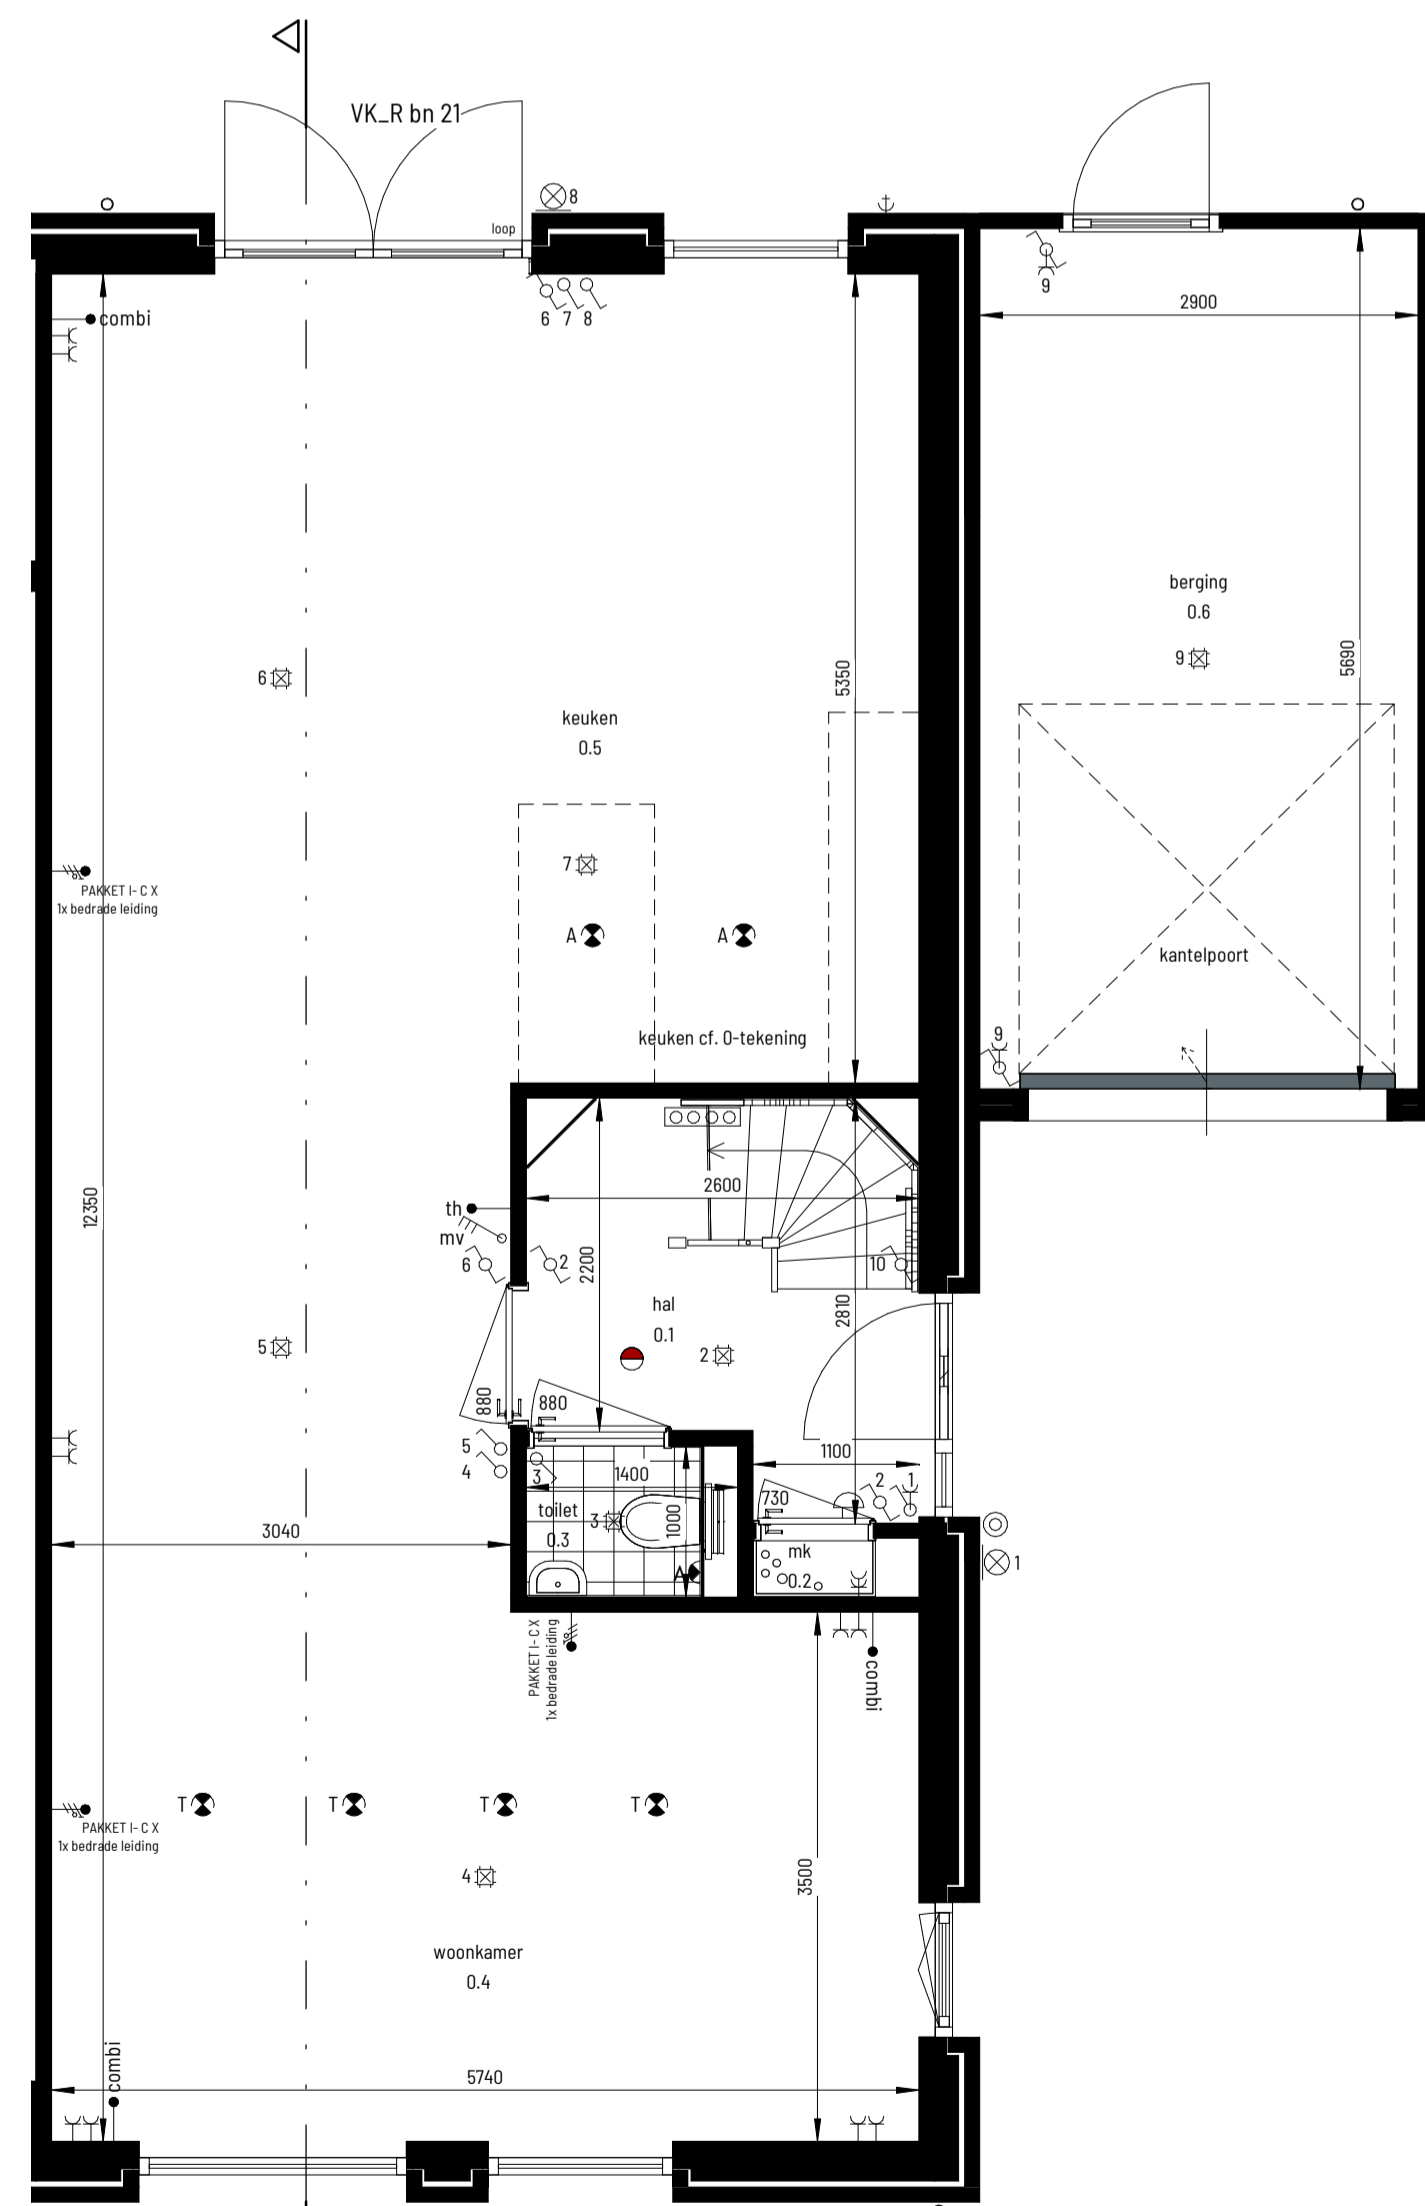 VK_R bn 21
8
loop
combi
6 7 8
9
2900
berging
0.6
9
5690
6
5350
keuken
0.5
7
PAKKET I- C X
1x bedrade leiding
A
A
kantelpoort
keuken cf. 0-tekening
9
12350
th
mv
6
2
2600
2200
10
2810
hal
0.1
2
5
880
880
5
4
3
1400
1100
730
2
1
toilet
0.3
3
1000
3040
mk
0.2
1
A
PAKKET I- C X
1x bedrade leiding
combi
T
T
T
T
PAKKET I- C X
1x bedrade leiding
4
3500
woonkamer
0.4
combi
5740